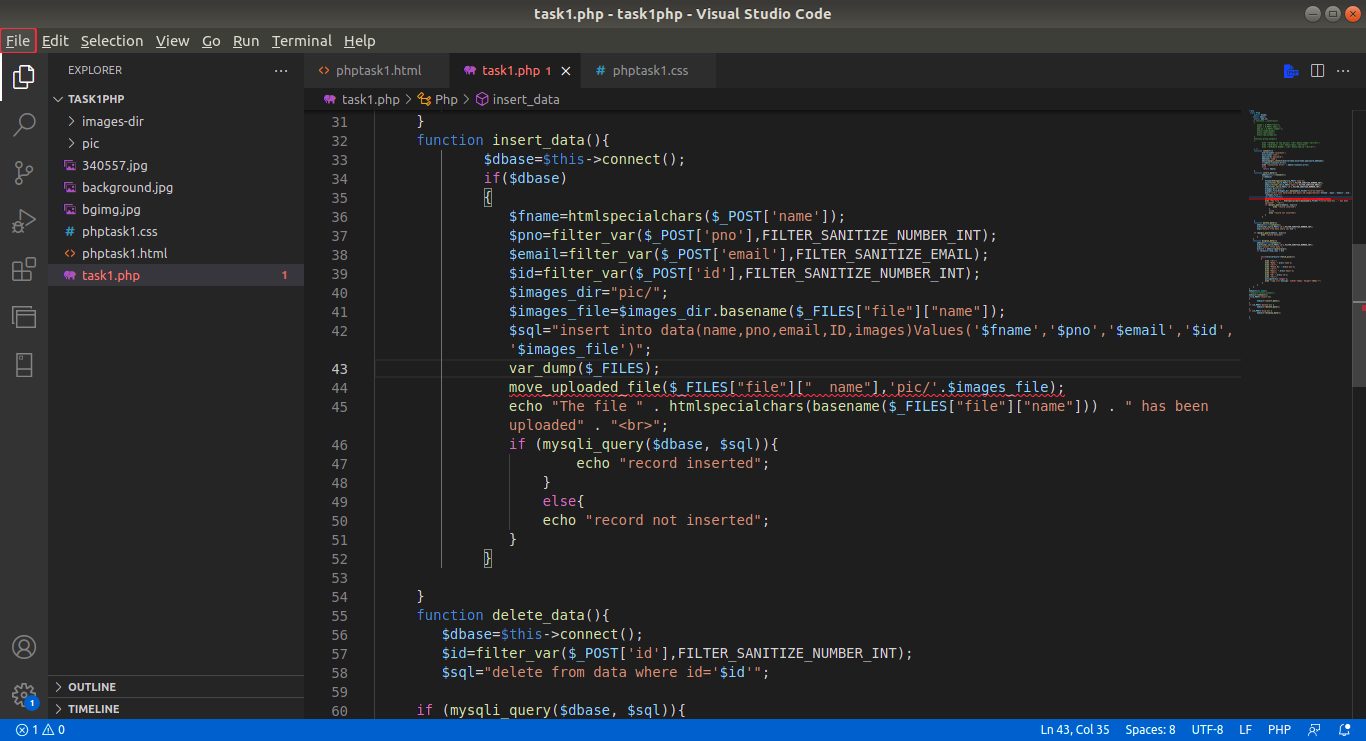 task1.php - task1php - Visual Studio Code
File Edit Selection View Go Run Terminal Help
EXPLORER ...
TASK1PHP
images-dir
pic
340557.jpg
background.jpg
bgimg.jpg
# phptask1.css
<> phptask1.html
task1.php 1
OUTLINE
TIMELINE
<> phptask1.html task1.php 1 × # phptask1.css ...
task1.php > Php > insert_data
31 }
32 function insert_data(){
33 $dbase=$this->connect();
34 if($dbase)
35 {
36 $fname=htmlspecialchars($_POST['name']);
37 $pno=filter_var($_POST['pno'],FILTER_SANITIZE_NUMBER_INT);
38 $email=filter_var($_POST['email'],FILTER_SANITIZE_EMAIL);
39 $id=filter_var($_POST['id'],FILTER_SANITIZE_NUMBER_INT);
40 $images_dir="pic/";
41 $images_file=$images_dir.basename($_FILES["file"]["name"]);
42 $sql="insert into data(name,pno,email,ID,images)Values('$fname','$pno','$email','$id',
'$images_file')";
43 var_dump($_FILES);
44 move_uploaded_file($_FILES["file"]["__name"],'pic/'.$images_file);
45 echo "The file " . htmlspecialchars(basename($_FILES["file"]["name"])) . " has been
uploaded" . "<br>";
46 if (mysqli_query($dbase, $sql)){
47 echo "record inserted";
48 }
49 else{
50 echo "record not inserted";
51 }
52 }
53
54 }
55 function delete_data(){
56 $dbase=$this->connect();
57 $id=filter_var($_POST['id'],FILTER_SANITIZE_NUMBER_INT);
58 $sql="delete from data where id='$id'";
59
60 if (mysqli_query($dbase, $sql)){
1
1 0 Ln 43, Col 35 Spaces: 8 UTF-8 LF PHP